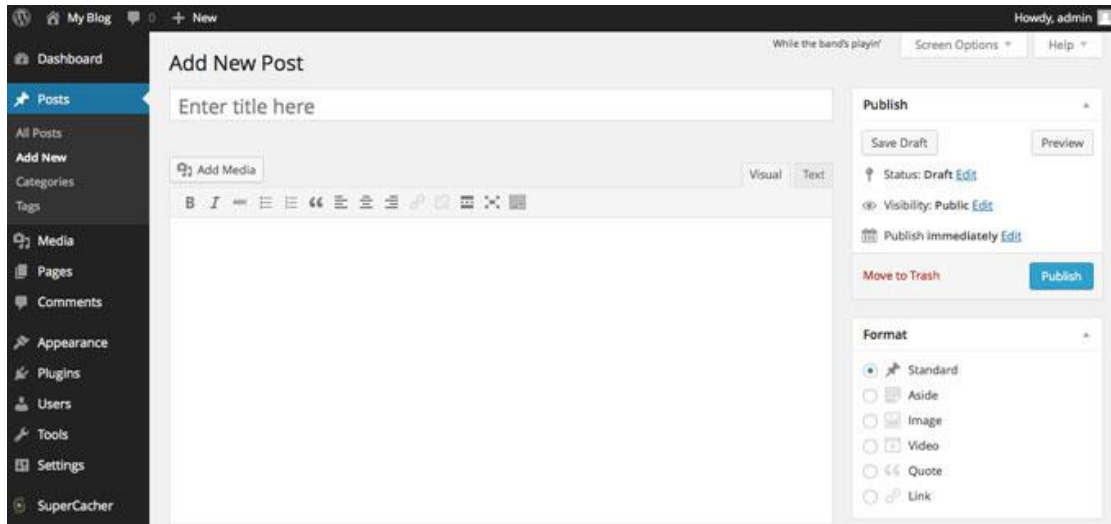 My Blog 0 + New Howdy, admin
Dashboard
Posts
All Posts
Add New
Categories
Tags
Media
Pages
Comments
Appearance
Plugins
Users
Tools
Settings
SuperCacher
While the band's playin' Screen Options Help
Add New Post
Enter title here
Add Media Visual Text
B I
Publish
Save Draft Preview
Status: Draft Edit
Visibility: Public Edit
Publish immediately Edit
Move to Trash Publish
Format
Standard
Aside
Image
Video
Quote
Link